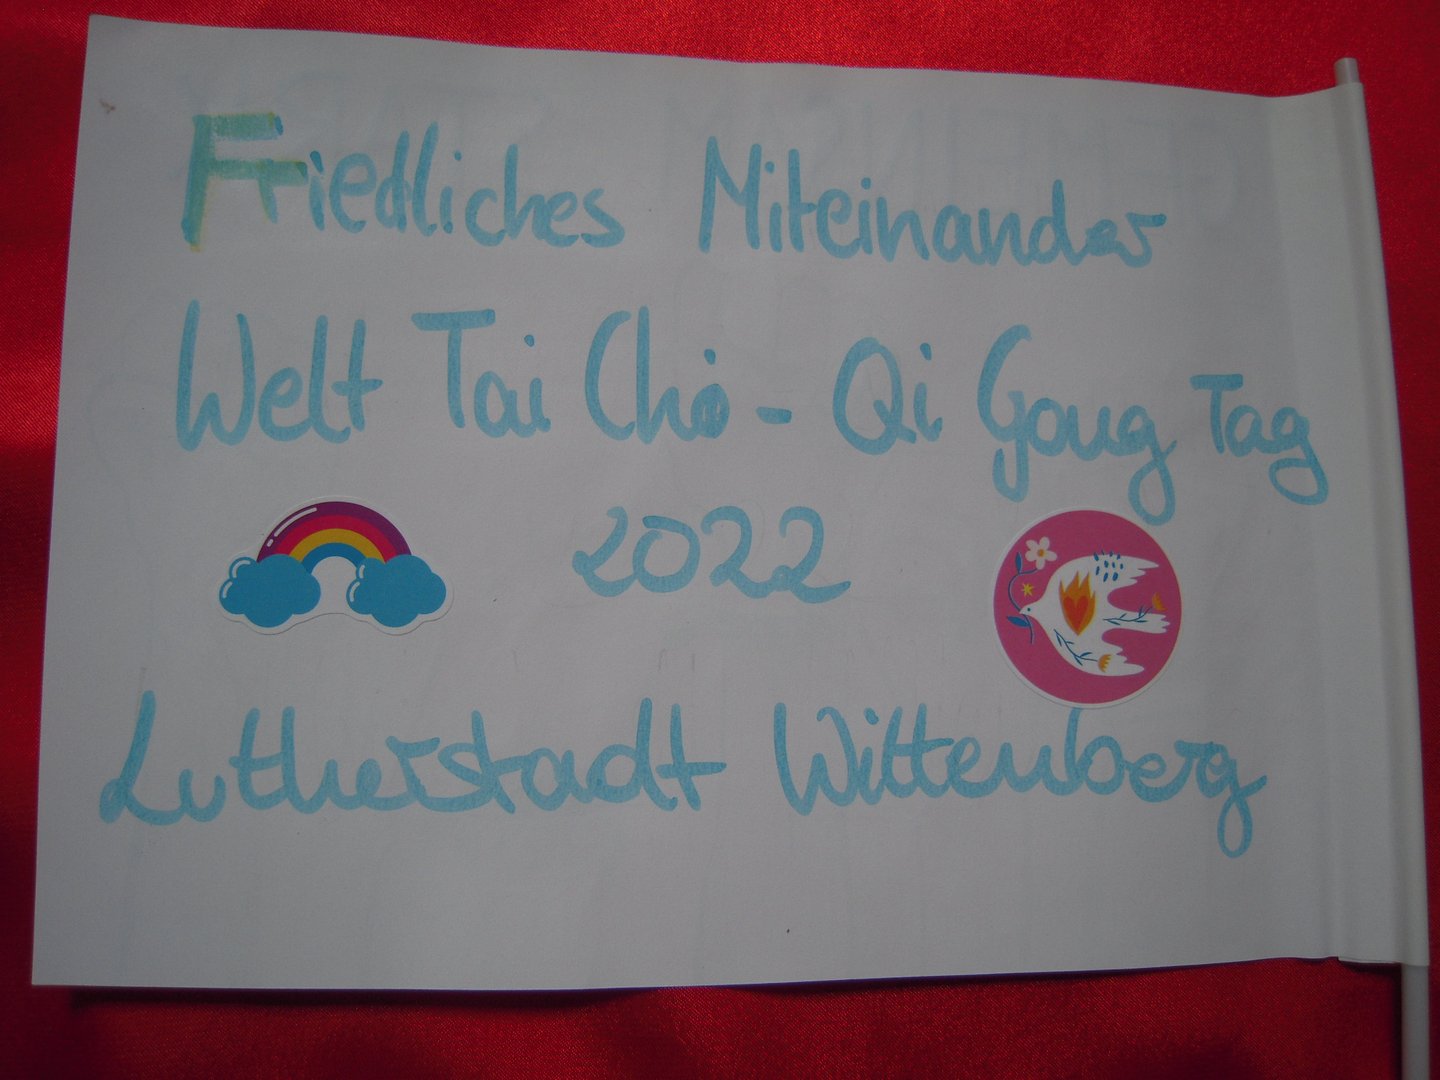 Friedliches Miteinander
Welt Tai Chi - Qi Gong Tag
2022
Lutherstadt Wittenberg